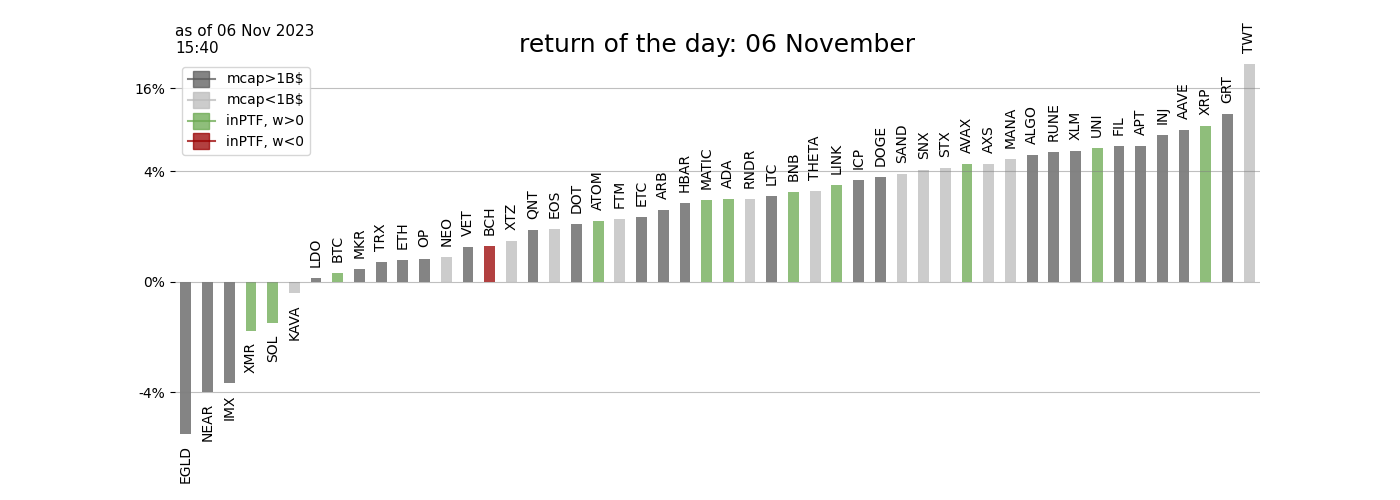 as of 06 Nov 2023
15:40
return of the day: 06 November
mcap>1B$
mcap<1B$
inPTF, w>0
inPTF, w<0
16%
4%
0%
-4%
EGLD
NEAR
IMX
XMR
SOL
KAVA
LDO
BTC
MKR
TRX
ETH
OP
NEO
VET
BCH
XTZ
QNT
EOS
DOT
ATOM
FTM
ETC
ARB
HBAR
MATIC
ADA
RNDR
LTC
BNB
THETA
LINK
ICP
DOGE
SAND
SNX
STX
AVAX
AXS
MANA
ALGO
RUNE
XLM
UNI
FIL
APT
INJ
AAVE
XRP
GRT
TWT